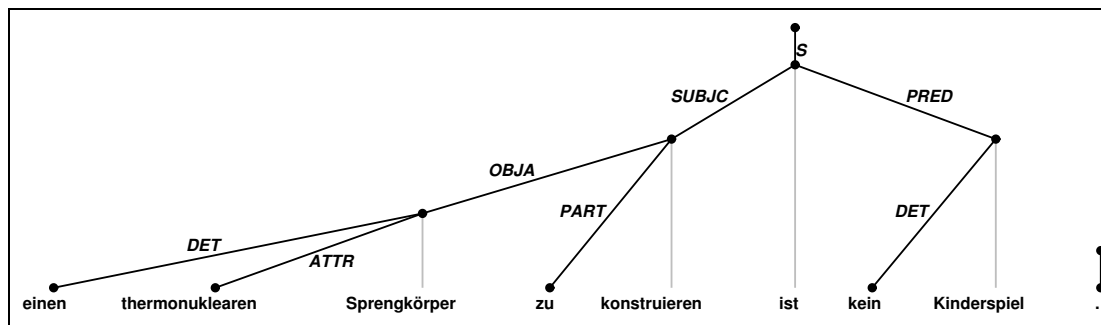 S
SUBJC PRED
OBJA
PART DET
DET
ATTR
einen thermonuklearen Sprengkörper zu konstruieren ist kein Kinderspiel .